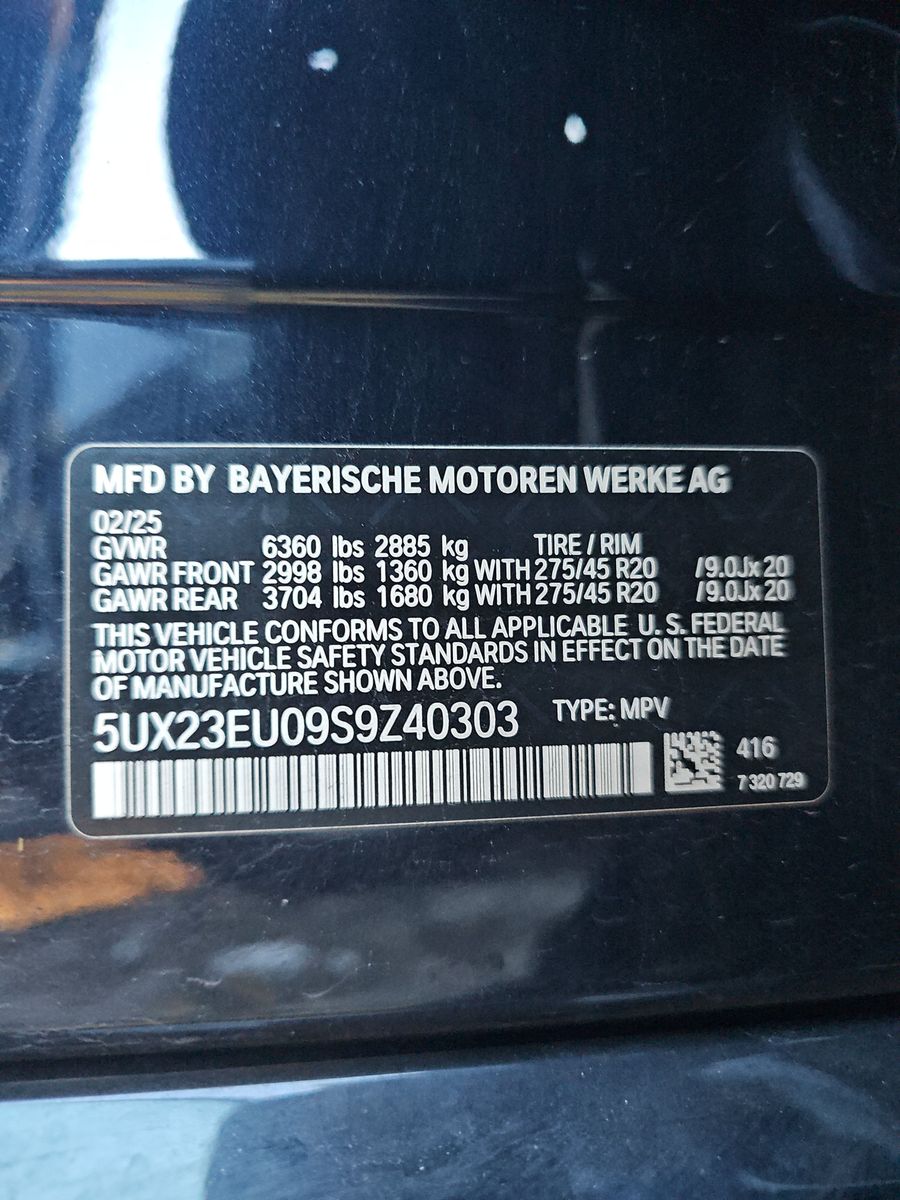 MFD BY BAYERISCHE MOTOREN WERKE AG
02/25
GVWR 6360 lbs 2885 kg TIRE / RIM
GAWR FRONT 2998 lbs 1360 kg WITH 275/45 R20 /9.0Jx20
GAWR REAR 3704 lbs 1680 kg WITH 275/45 R20 /9.0Jx20
THIS VEHICLE CONFORMS TO ALL APPLICABLE U. S. FEDERAL
MOTOR VEHICLE SAFETY STANDARDS IN EFFECT ON THE DATE
OF MANUFACTURE SHOWN ABOVE.
5UX23EU09S9Z40303 TYPE: MPV
416
7 320 729